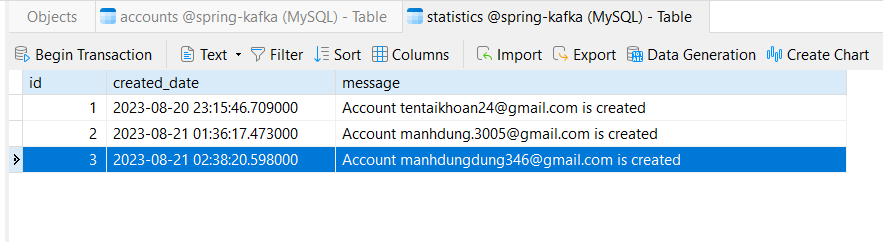 Objects accounts @spring-kafka (MySQL) - Table statistics @spring-kafka (MySQL) - Table
Begin Transaction Text Filter Sort Columns Import Export Data Generation Create Chart
id created_date message
1 2023-08-20 23:15:46.709000 Account tentaikhoan24@gmail.com is created
2 2023-08-21 01:36:17.473000 Account manhdung.3005@gmail.com is created
3 2023-08-21 02:38:20.598000 Account manhdungdung346@gmail.com is created